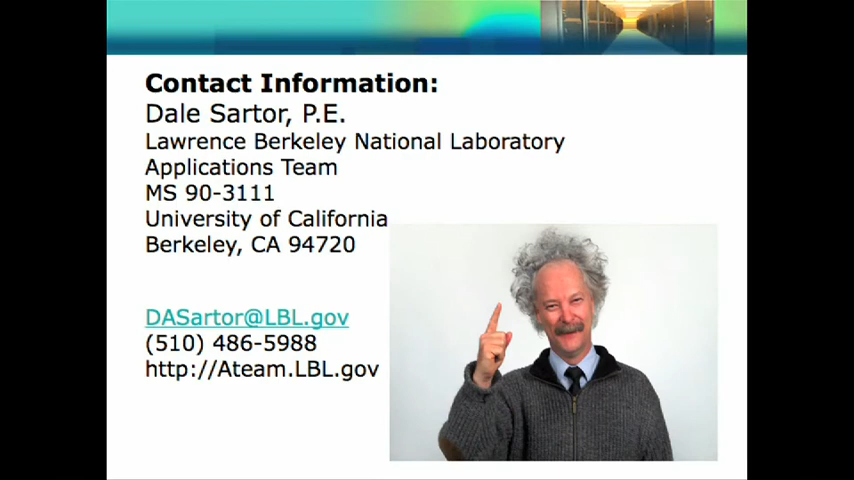 Contact Information:
Dale Sartor, P.E.
Lawrence Berkeley National Laboratory
Applications Team
MS 90-3111
University of California
Berkeley, CA 94720
DASartor@LBL.gov
(510) 486-5988
http://Ateam.LBL.gov